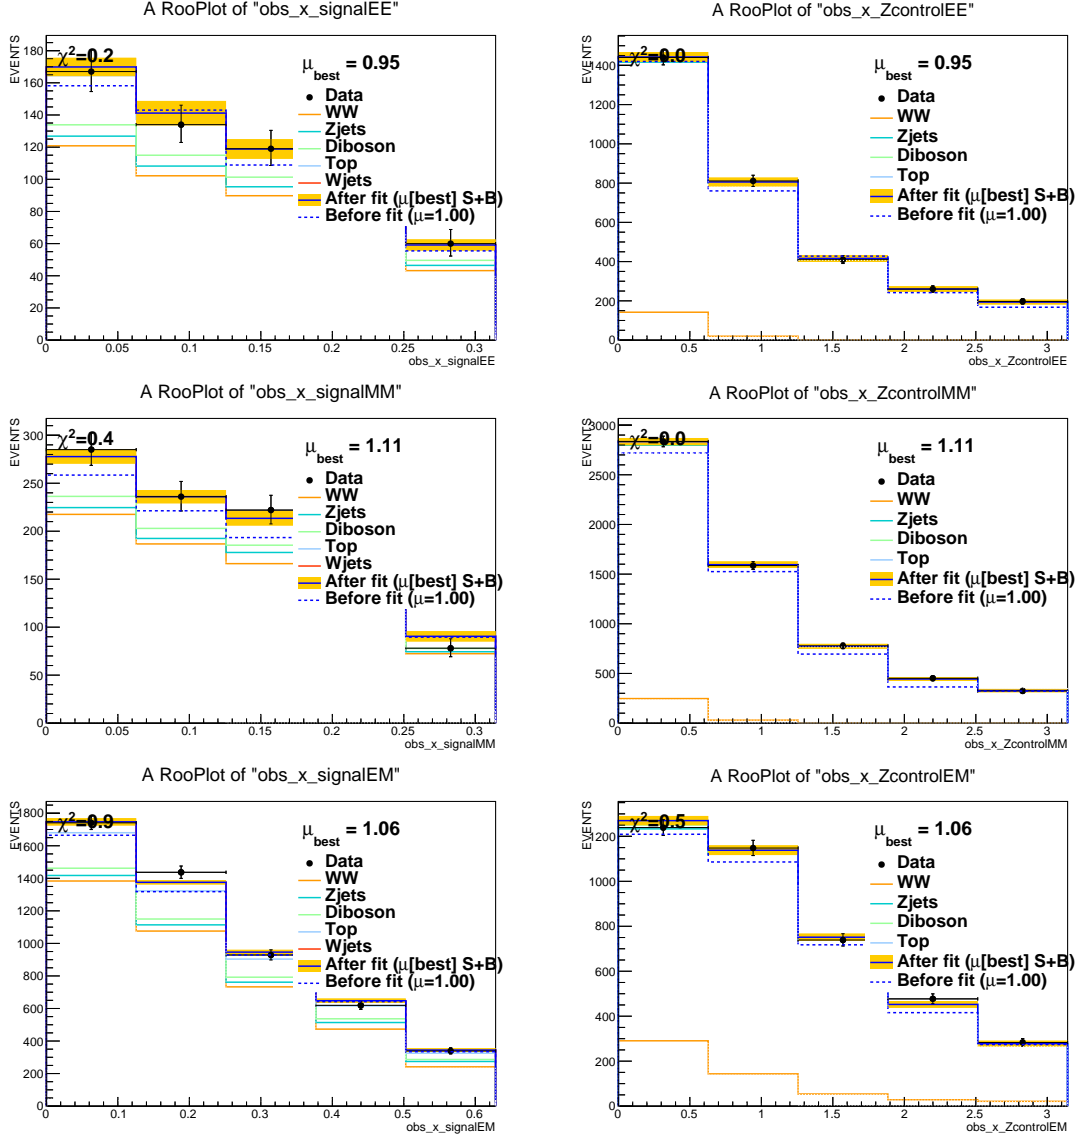 A RooPlot of "obs_x_signalEE"
EVENTS
χ²=0.2
μbest = 0.95
Data
WW
Zjets
Diboson
Top
Wjets
After fit (μ[best] S+B)
Before fit (μ=1.00)
180
160
140
120
100
80
60
40
20
0
0 0.05 0.1 0.15 0.2 0.25 0.3
obs_x_signalEE
A RooPlot of "obs_x_ZcontrolEE"
EVENTS
χ²=0.0
μbest = 0.95
Data
WW
Zjets
Diboson
Top
After fit (μ[best] S+B)
Before fit (μ=1.00)
1400
1200
1000
800
600
400
200
0
0 0.5 1 1.5 2 2.5 3
obs_x_ZcontrolEE
A RooPlot of "obs_x_signalMM"
EVENTS
χ²=0.4
μbest = 1.11
Data
WW
Zjets
Diboson
Top
Wjets
After fit (μ[best] S+B)
Before fit (μ=1.00)
300
250
200
150
100
50
0
0 0.05 0.1 0.15 0.2 0.25 0.3
obs_x_signalMM
A RooPlot of "obs_x_ZcontrolMM"
EVENTS
χ²=0.0
μbest = 1.11
Data
WW
Zjets
Diboson
Top
After fit (μ[best] S+B)
Before fit (μ=1.00)
3000
2500
2000
1500
1000
500
0
0 0.5 1 1.5 2 2.5 3
obs_x_ZcontrolMM
A RooPlot of "obs_x_signalEM"
EVENTS
χ²=0.9
μbest = 1.06
Data
WW
Zjets
Diboson
Top
Wjets
After fit (μ[best] S+B)
Before fit (μ=1.00)
1800
1600
1400
1200
1000
800
600
400
200
0
0 0.1 0.2 0.3 0.4 0.5 0.6
obs_x_signalEM
A RooPlot of "obs_x_ZcontrolEM"
EVENTS
χ²=0.5
μbest = 1.06
Data
WW
Zjets
Diboson
Top
After fit (μ[best] S+B)
Before fit (μ=1.00)
1200
1000
800
600
400
200
0
0 0.5 1 1.5 2 2.5 3
obs_x_ZcontrolEM